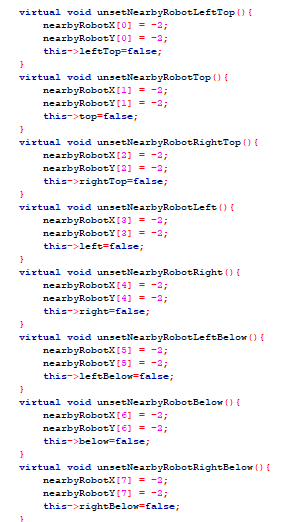 virtual void unsetNearbyRobotLeftTop(){
nearbyRobotX[0] = -2;
nearbyRobotY[0] = -2;
this->leftTop=false;
}
virtual void unsetNearbyRobotTop(){
nearbyRobotX[1] = -2;
nearbyRobotY[1] = -2;
this->top=false;
}
virtual void unsetNearbyRobotRightTop(){
nearbyRobotX[2] = -2;
nearbyRobotY[2] = -2;
this->rightTop=false;
}
virtual void unsetNearbyRobotLeft(){
nearbyRobotX[3] = -2;
nearbyRobotY[3] = -2;
this->left=false;
}
virtual void unsetNearbyRobotRight(){
nearbyRobotX[4] = -2;
nearbyRobotY[4] = -2;
this->right=false;
}
virtual void unsetNearbyRobotLeftBelow(){
nearbyRobotX[5] = -2;
nearbyRobotY[5] = -2;
this->leftBelow=false;
}
virtual void unsetNearbyRobotBelow(){
nearbyRobotX[6] = -2;
nearbyRobotY[6] = -2;
this->below=false;
}
virtual void unsetNearbyRobotRightBelow(){
nearbyRobotX[7] = -2;
nearbyRobotY[7] = -2;
this->rightBelow=false;
}